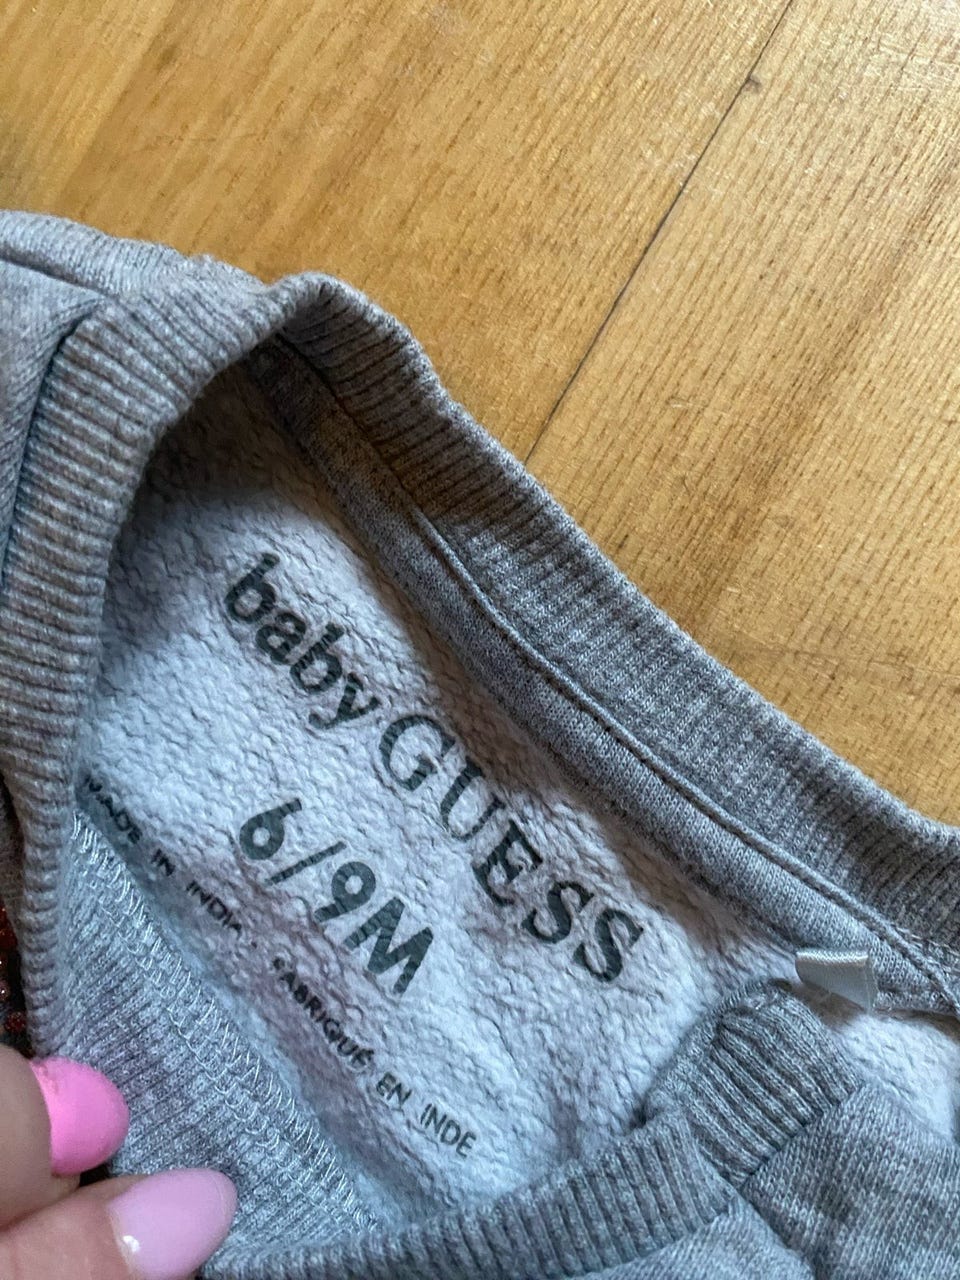 baby GUESS
6/9M
MADE IN INDIA · FABRIQUÉ EN INDE